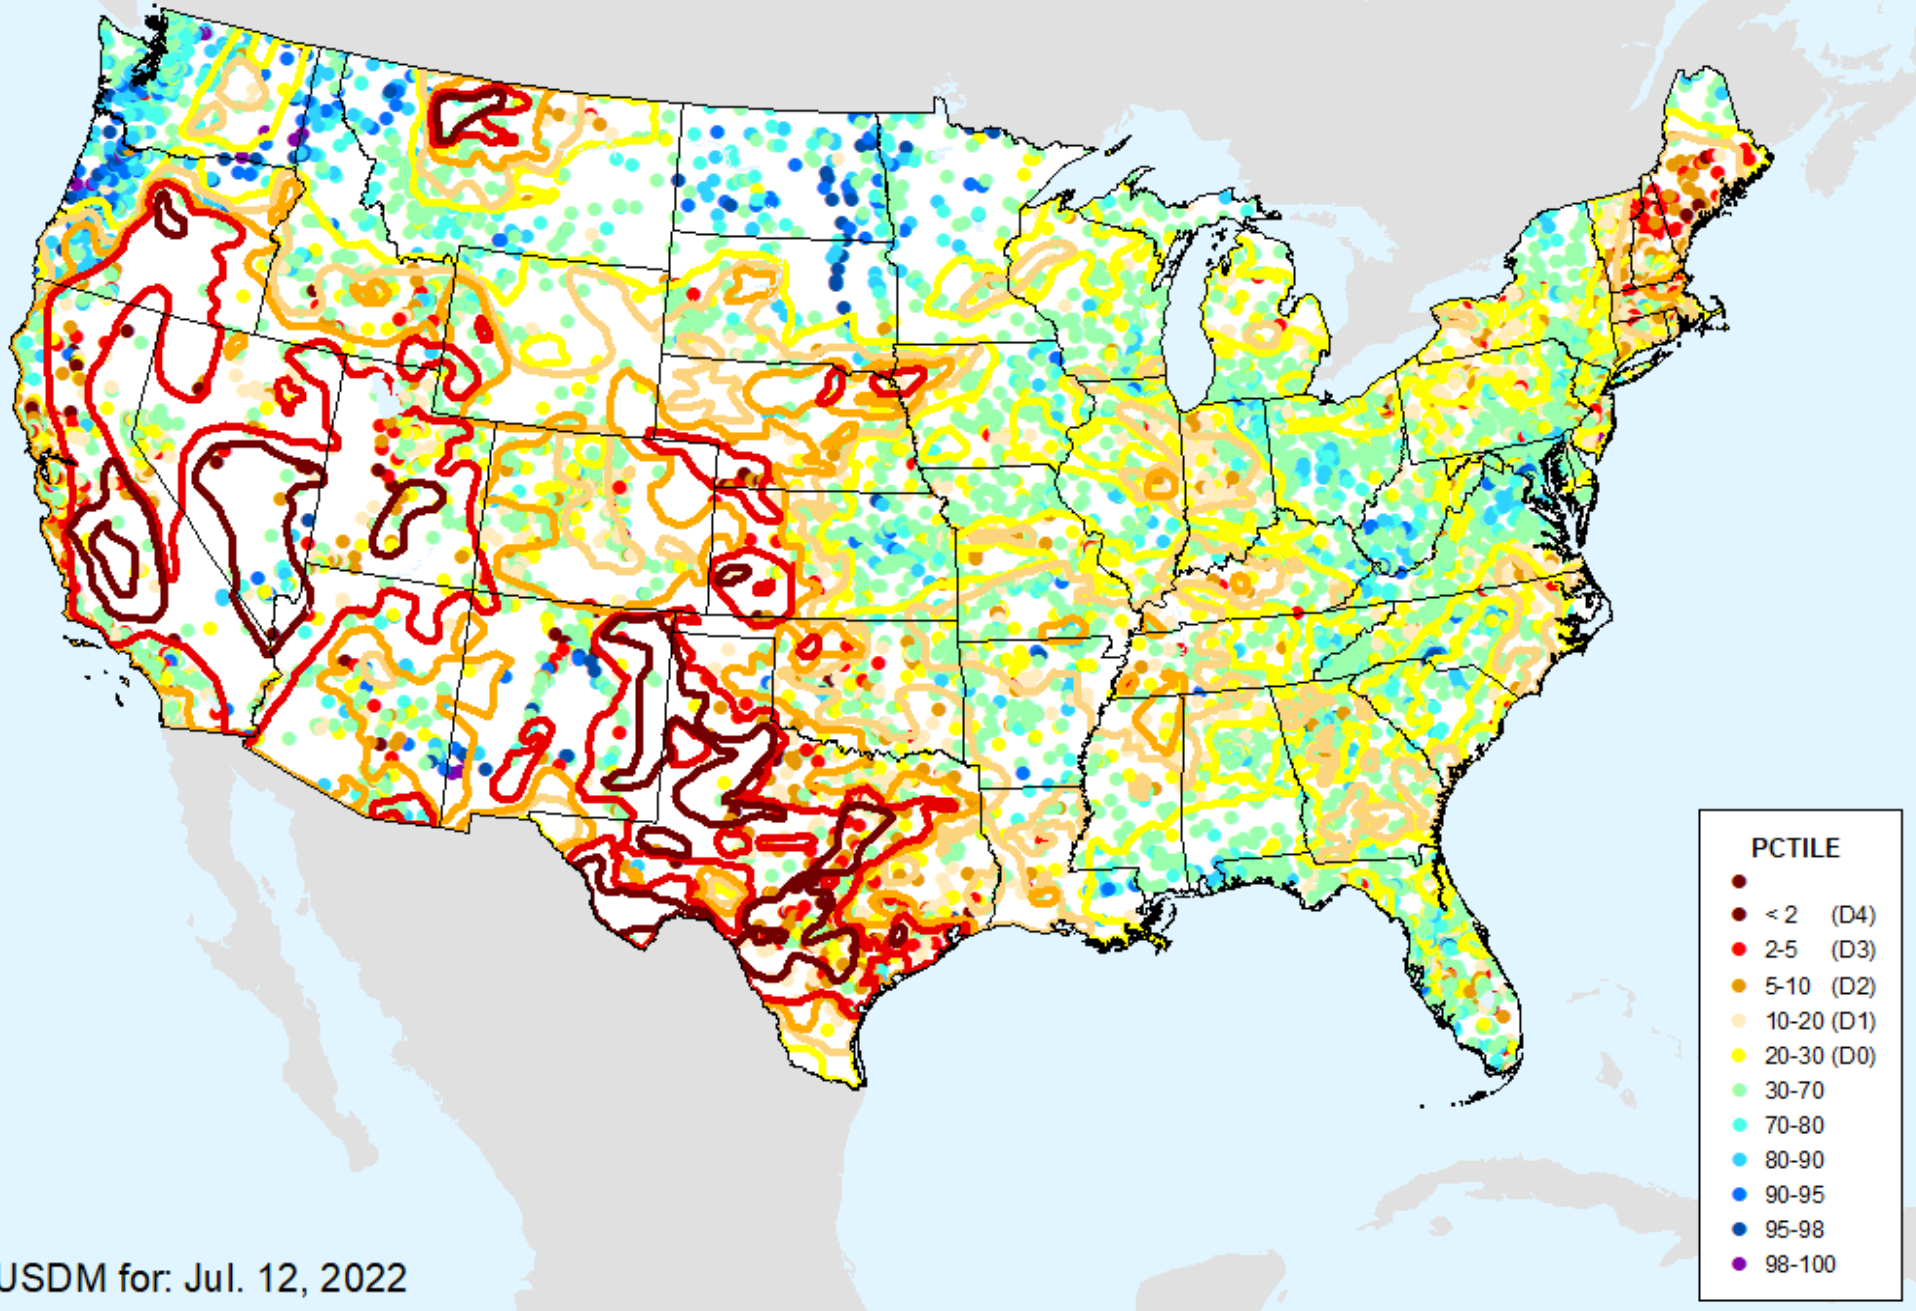 PCTILE
< 2 (D4)
2-5 (D3)
5-10 (D2)
10-20 (D1)
20-30 (D0)
30-70
70-80
80-90
90-95
95-98
98-100
USDM for: Jul. 12, 2022